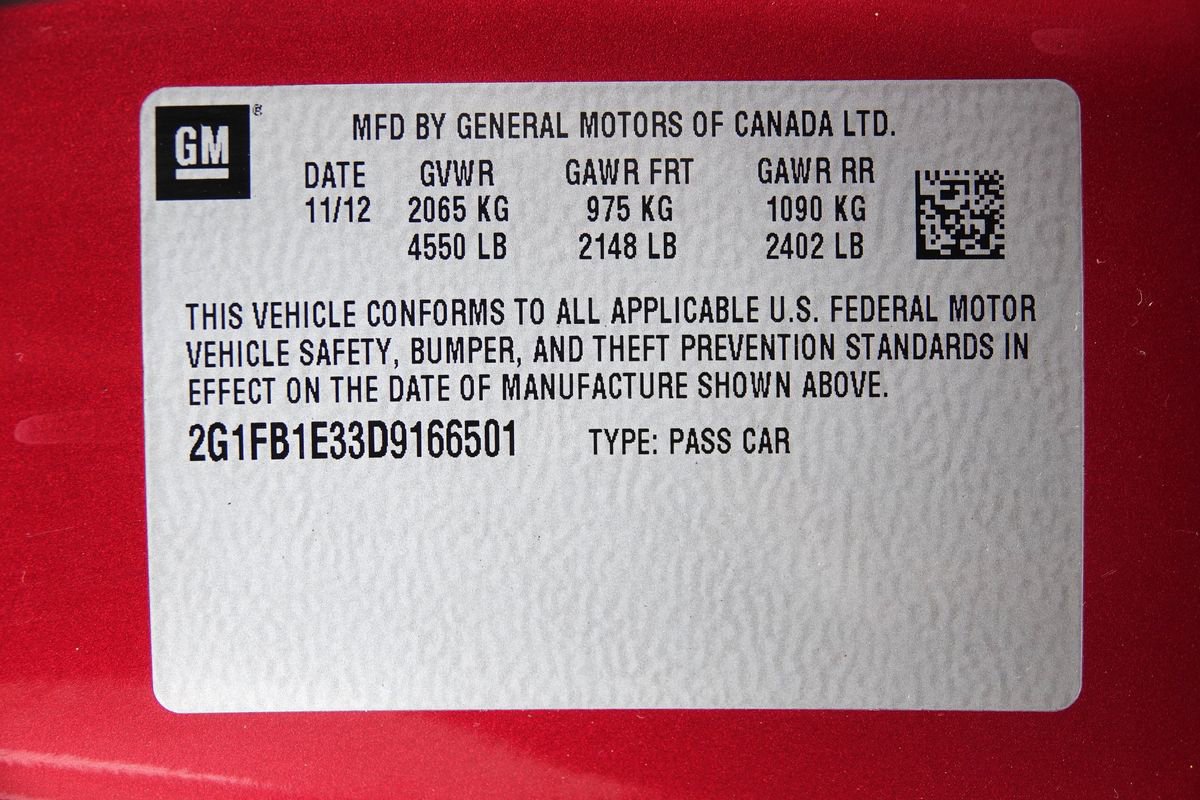 GM ®
MFD BY GENERAL MOTORS OF CANADA LTD.
DATE GVWR GAWR FRT GAWR RR
11/12 2065 KG 975 KG 1090 KG
4550 LB 2148 LB 2402 LB
THIS VEHICLE CONFORMS TO ALL APPLICABLE U.S. FEDERAL MOTOR
VEHICLE SAFETY, BUMPER, AND THEFT PREVENTION STANDARDS IN
EFFECT ON THE DATE OF MANUFACTURE SHOWN ABOVE.
2G1FB1E33D9166501 TYPE: PASS CAR